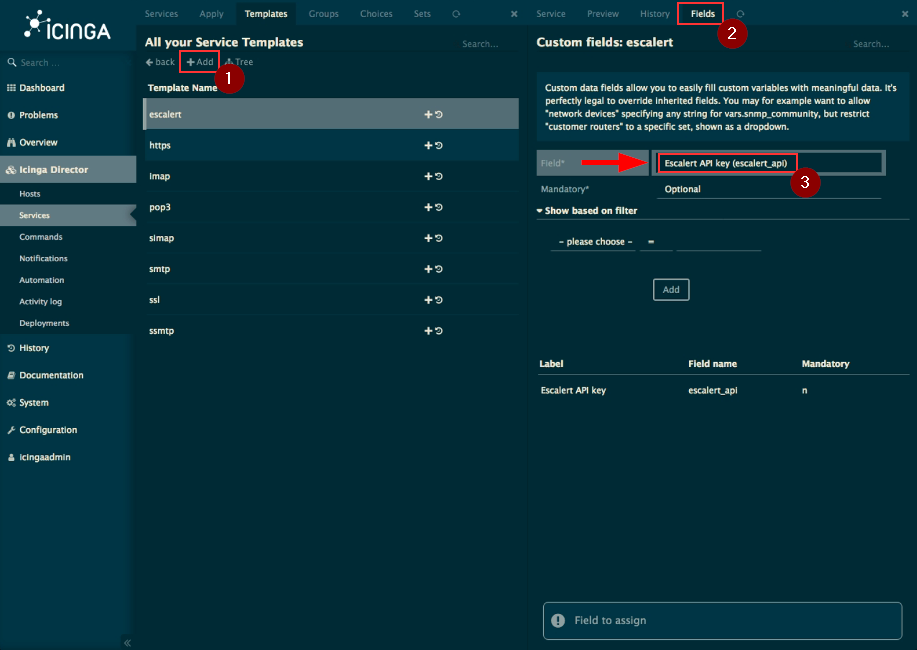 ICINGA
Search ...
Dashboard
Problems
Overview
Icinga Director
Hosts
Services
Commands
Notifications
Automation
Activity log
Deployments
History
Documentation
System
Configuration
icingaadmin
Services Apply Templates Groups Choices Sets
All your Service Templates
Search...
back Add Tree
1
Template Name
escalert
https
imap
pop3
simap
smtp
ssl
ssmtp
Service Preview History Fields
2
Custom fields: escalert
Search...
Custom data fields allow you to easily fill custom variables with meaningful data. It's
perfectly legal to override inherited fields. You may for example want to allow
"network devices" specifying any string for vars.snmp_community, but restrict
"customer routers" to a specific set, shown as a dropdown.
Field* Escalert API key (escalert_api)
3
Mandatory* Optional
Show based on filter
– please choose – =
Add
Label Field name Mandatory
Escalert API key escalert_api n
Field to assign